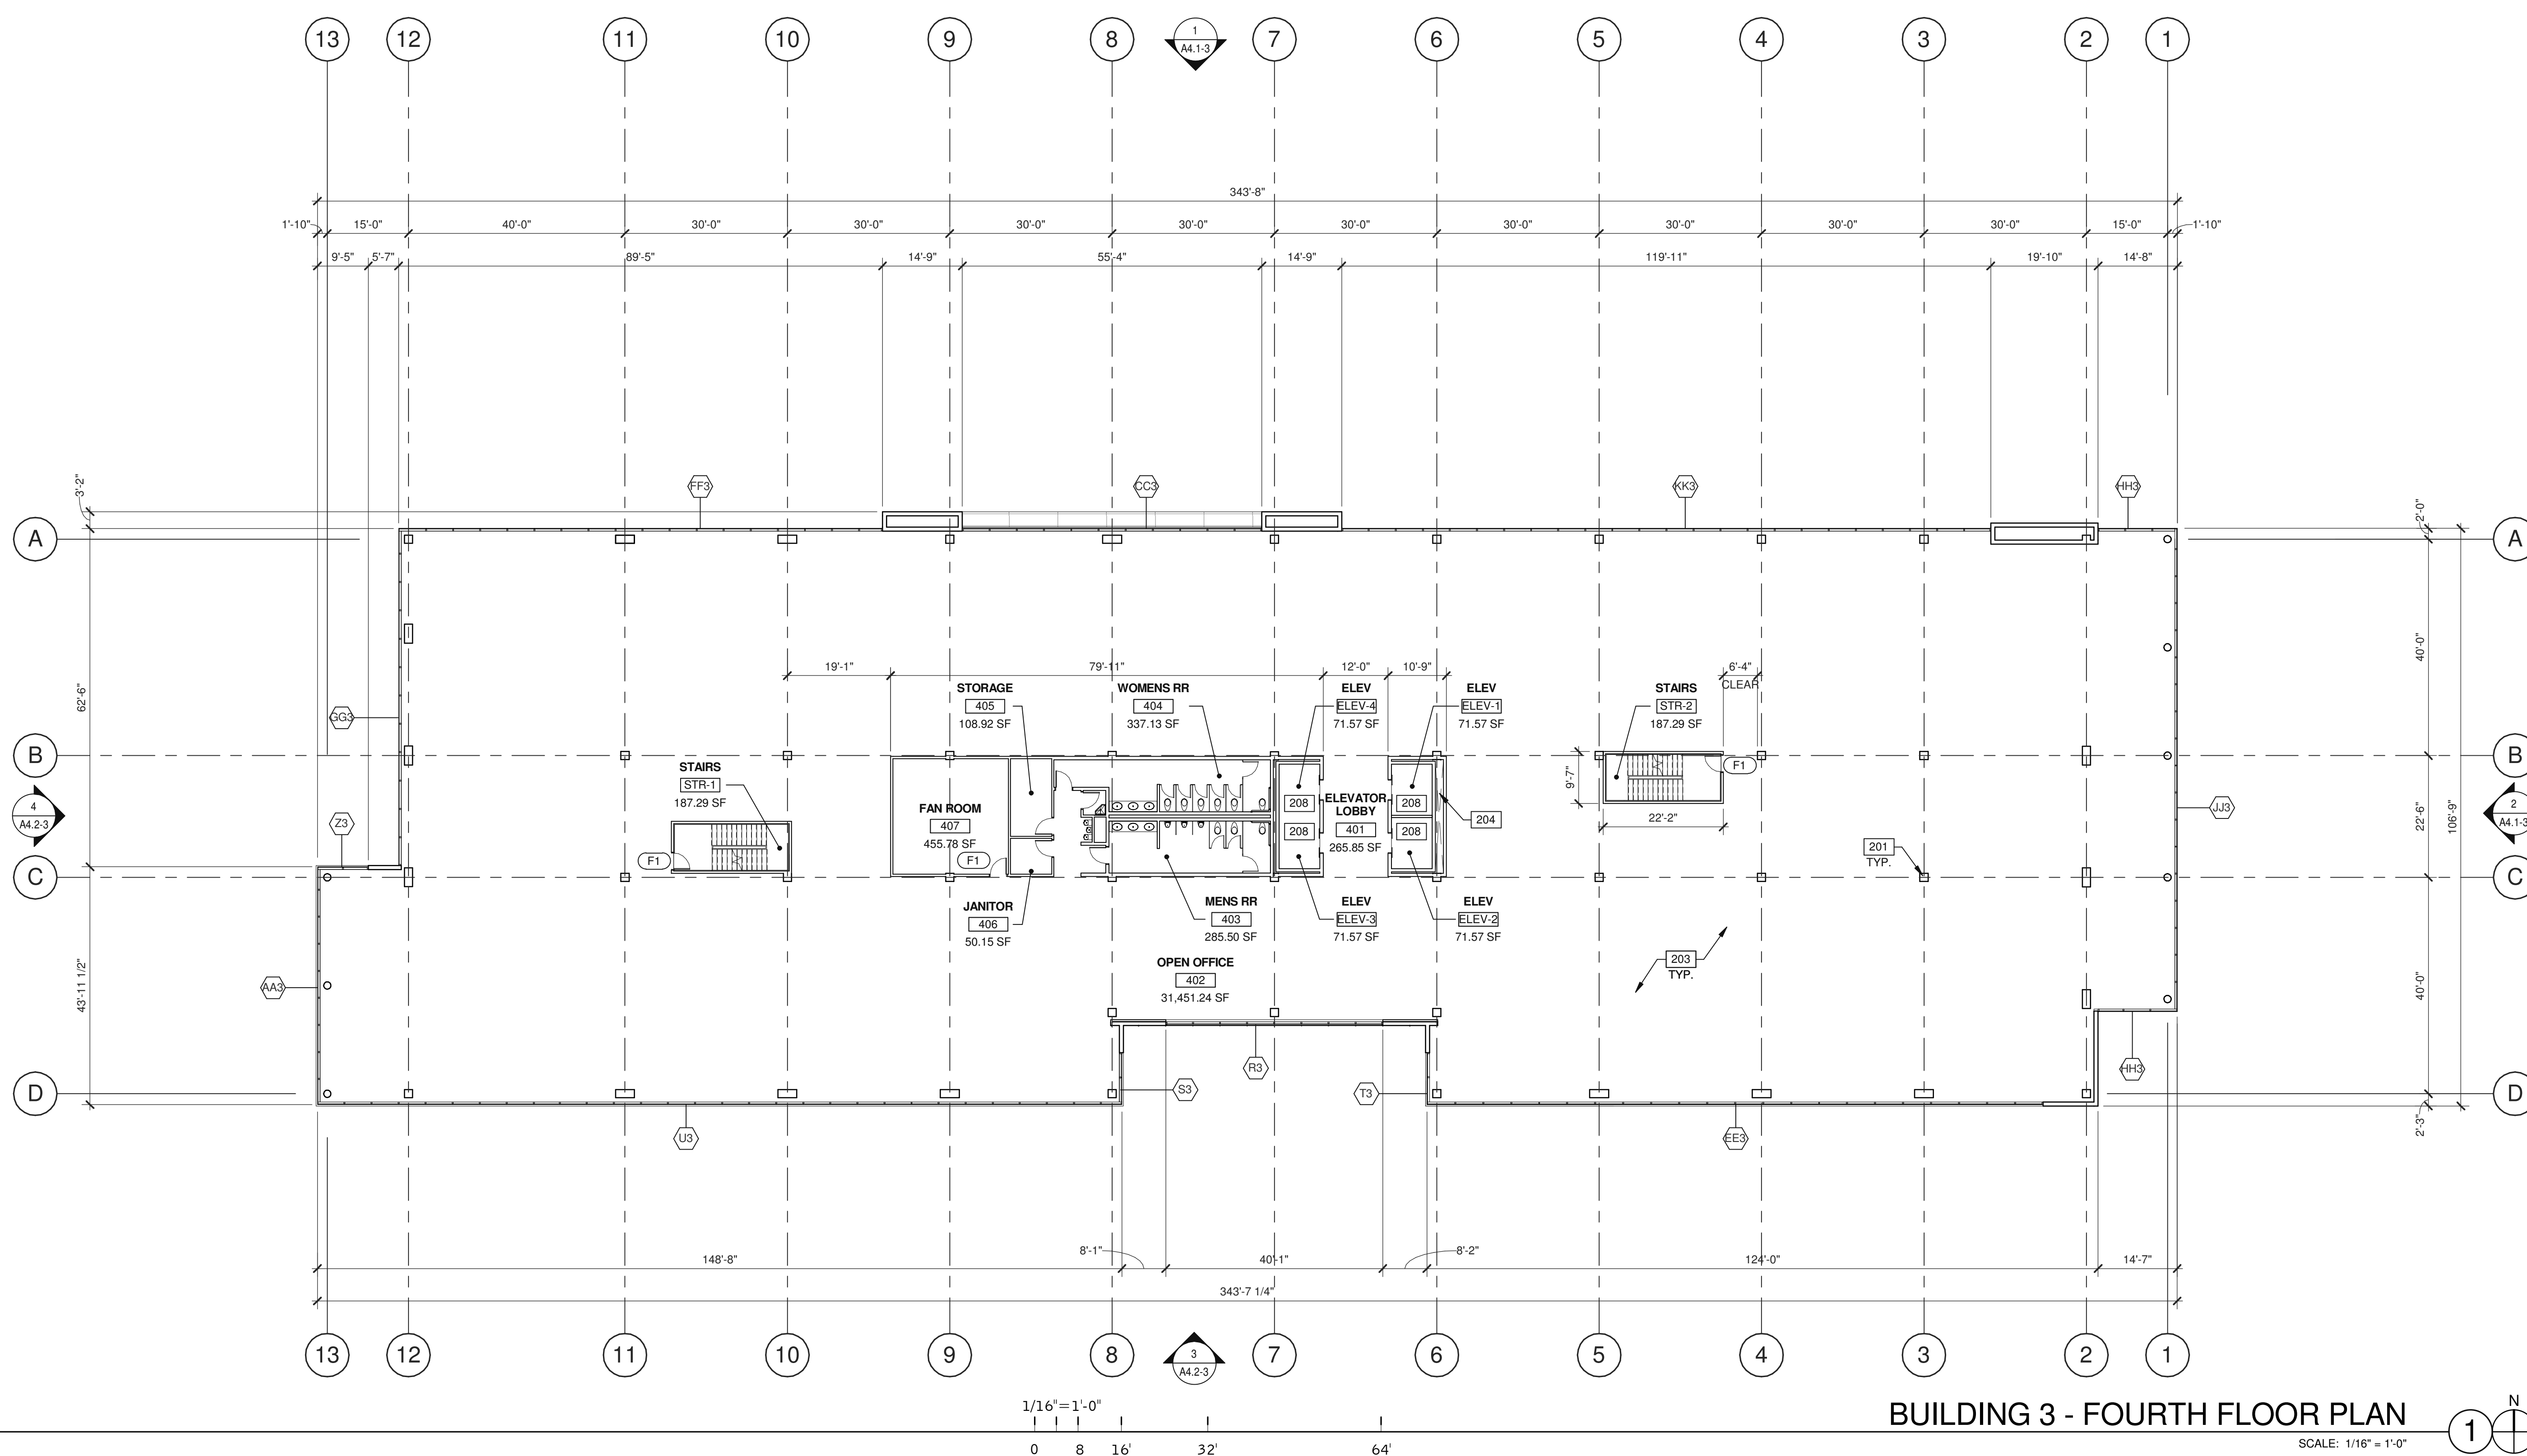 13 12 11 10 9 8 7 6 5 4 3 2 1
1
A4.1-3
343'-8"
1'-10" 15'-0" 40'-0" 30'-0" 30'-0" 30'-0" 30'-0" 30'-0" 30'-0" 30'-0" 30'-0" 30'-0" 15'-0" 1'-10"
9'-5" 5'-7" 89'-5" 14'-9" 55'-4" 14'-9" 119'-11" 19'-10" 14'-8"
3'-2" FF3 CC3 KK3 HH3 2'-0"
A A
40'-0"
62'-6"
19'-1" 79'-11" 12'-0" 10'-9" 6'-4"
CLEAR
STORAGE
405
108.92 SF
WOMENS RR
404
337.13 SF
ELEV
ELEV-4
71.57 SF
ELEV
ELEV-1
71.57 SF
STAIRS
STR-2
187.29 SF
GG3
B B
STAIRS
STR-1
187.29 SF
9'-7"
F1
4
A4.2-3
Z3
FAN ROOM
407
455.78 SF
F1
F1
208
208
ELEVATOR
LOBBY
401
265.85 SF
208
208
204
22'-2"
22'-6"
106'-9"
JJ3
2
A4.1-3
201
TYP.
C C
JANITOR
406
50.15 SF
MENS RR
403
285.50 SF
ELEV
ELEV-3
71.57 SF
ELEV
ELEV-2
71.57 SF
43'-11 1/2"
AA3
OPEN OFFICE
402
31,451.24 SF
203
TYP.
40'-0"
R3
S3
T3
HH3
D D
U3
EE3
2'-3"
148'-8" 8'-1" 40'-1" 8'-2" 124'-0" 14'-7"
343'-7 1/4"
13 12 11 10 9 8 7 6 5 4 3 2 1
3
A4.2-3
1/16"=1'-0"
0 8 16' 32' 64'
BUILDING 3 - FOURTH FLOOR PLAN
SCALE: 1/16" = 1'-0"
1
N